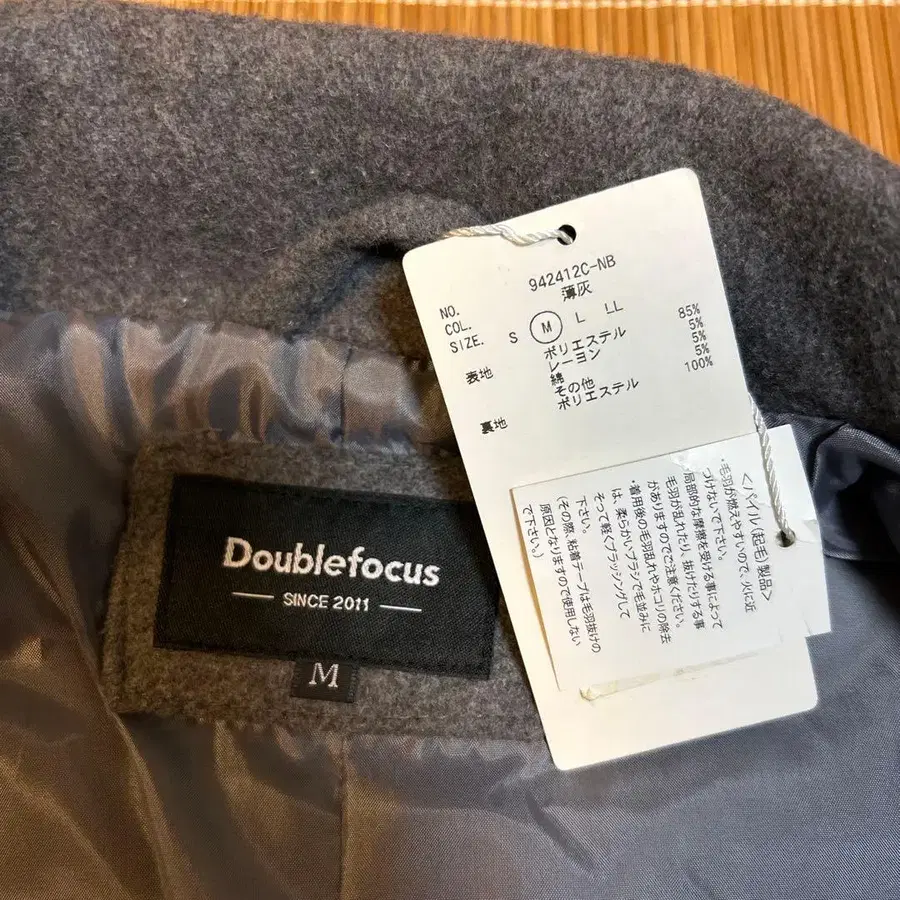 Doublefocus
SINCE 2011
M
NO. 942412C-NB
COL. 薄灰
SIZE. S M L LL
表地 ポリエステル 85%
レーヨン 5%
綿 5%
その他 5%
裏地 ポリエステル 100%
<パイル(起毛)製品>
・毛羽が燃えやすいので、火に近
づけないで下さい。
局部的な摩擦を受ける事によって
毛羽が乱れたり、抜けたりする事
がありますのでご注意ください。
・着用後の毛羽乱れやホコリの除去
は、柔らかいブラシで毛並みに
そって軽くブラッシングして
下さい。
(その際、粘着テープは毛羽抜けの
原因となりますので使用しない
で下さい。)